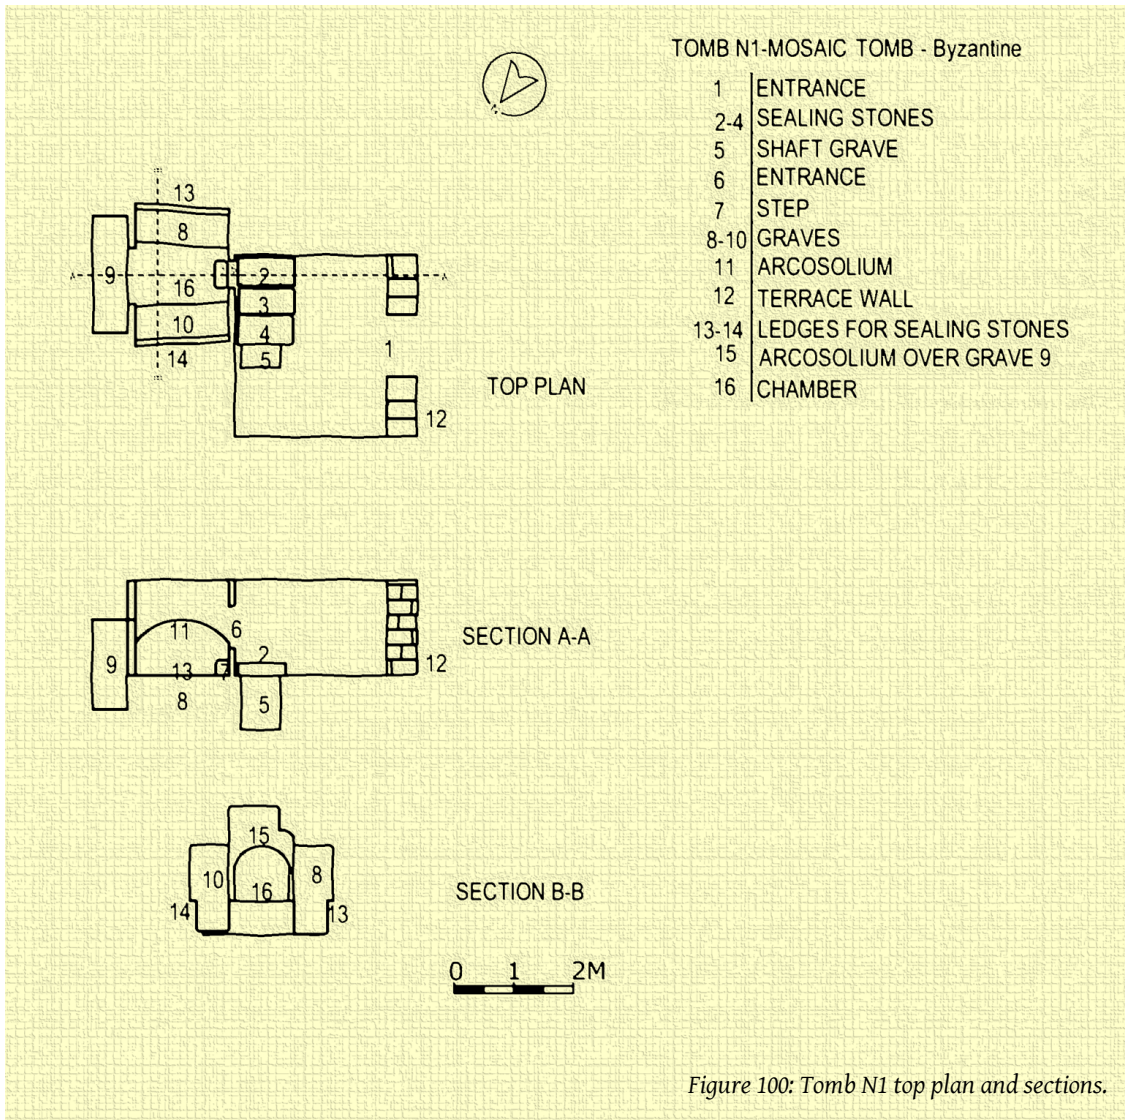 TOMB N1-MOSAIC TOMB - Byzantine
1 ENTRANCE
2-4 SEALING STONES
5 SHAFT GRAVE
6 ENTRANCE
7 STEP
8-10 GRAVES
11 ARCOSOLIUM
12 TERRACE WALL
13-14 LEDGES FOR SEALING STONES
15 ARCOSOLIUM OVER GRAVE 9
16 CHAMBER
13
8
9
16
2
3
10
4
1
14
5
TOP PLAN
12
11
6
SECTION A-A
9
2
12
13
7
8
5
15
10
8
16
SECTION B-B
14
13
0 1 2M
Figure 100: Tomb N1 top plan and sections.